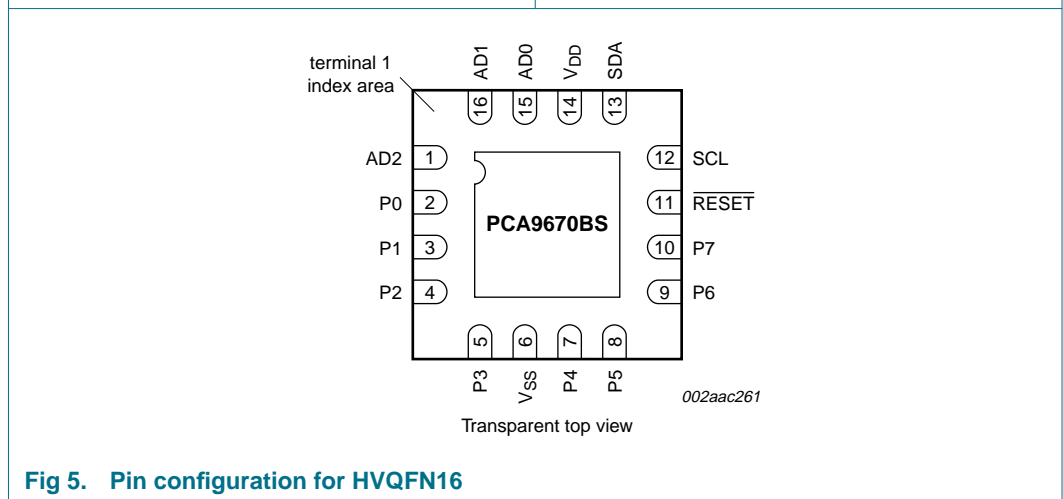 terminal 1
index area
AD1
AD0
VDD
SDA
16
15
14
13
AD2
1
12
SCL
P0
2
11
RESET
PCA9670BS
P1
3
10
P7
P2
4
9
P6
5
6
7
8
P3
VSS
P4
P5
002aac261
Transparent top view
Fig 5. Pin configuration for HVQFN16